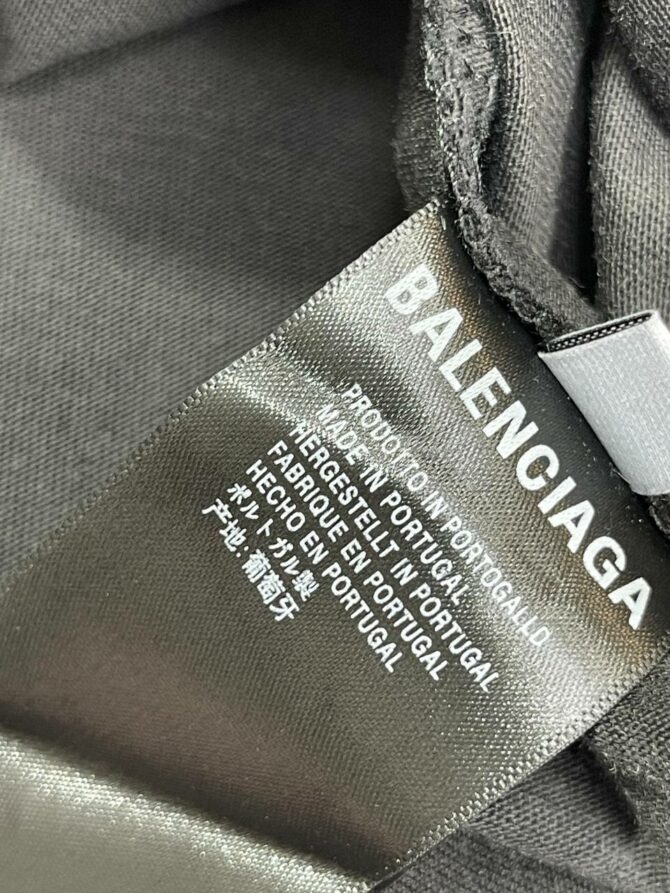 BALENCIAGA
PRODOTTO IN PORTOGALLO
MADE IN PORTUGAL
HERGESTELLT IN PORTUGAL
FABRIQUE EN PORTUGAL
HECHO EN PORTUGAL
ポルトガル製
产地:葡萄牙